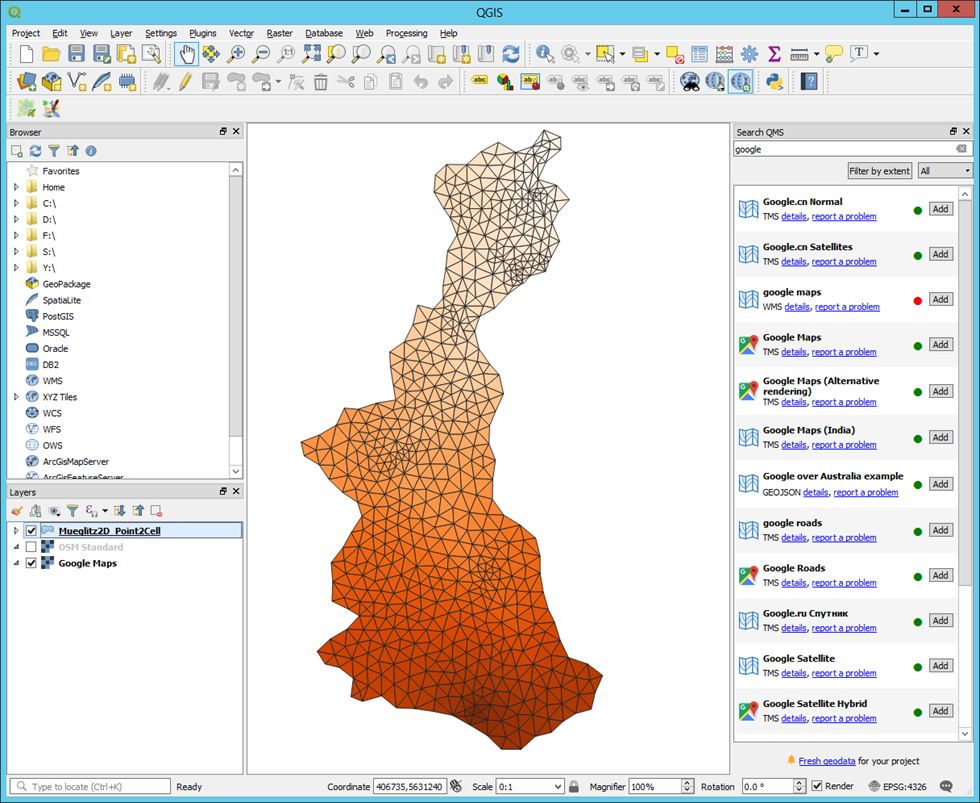 QGIS
Project Edit View Layer Settings Plugins Vector Raster Database Web Processing Help
Browser
Favorites
Home
C:\
D:\
F:\
S:\
Y:\
GeoPackage
SpatiaLite
PostGIS
MSSQL
Oracle
DB2
WMS
XYZ Tiles
WCS
WFS
OWS
ArcGisMapServer
ArcGisFeatureServer
Layers
Mueglitz2D_Point2Cell
OSM Standard
Google Maps
Search QMS
google
Filter by extent All
Google.cn Normal
TMS details, report a problem Add
Google.cn Satellites
TMS details, report a problem Add
google maps
WMS details, report a problem Add
Google Maps
TMS details, report a problem Add
Google Maps (Alternative
rendering)
TMS details, report a problem Add
Google Maps (India)
TMS details, report a problem Add
Google over Australia example
GEOJSON details, report a problem Add
google roads
TMS details, report a problem Add
Google Roads
TMS details, report a problem Add
Google.ru Спутник
TMS details, report a problem Add
Google Satellite
TMS details, report a problem Add
Google Satellite Hybrid
TMS details, report a problem Add
Fresh geodata for your project
Type to locate (Ctrl+K) Ready Coordinate 406735,5631240 Scale 0:1 Magnifier 100% Rotation 0.0 ° Render EPSG:4326